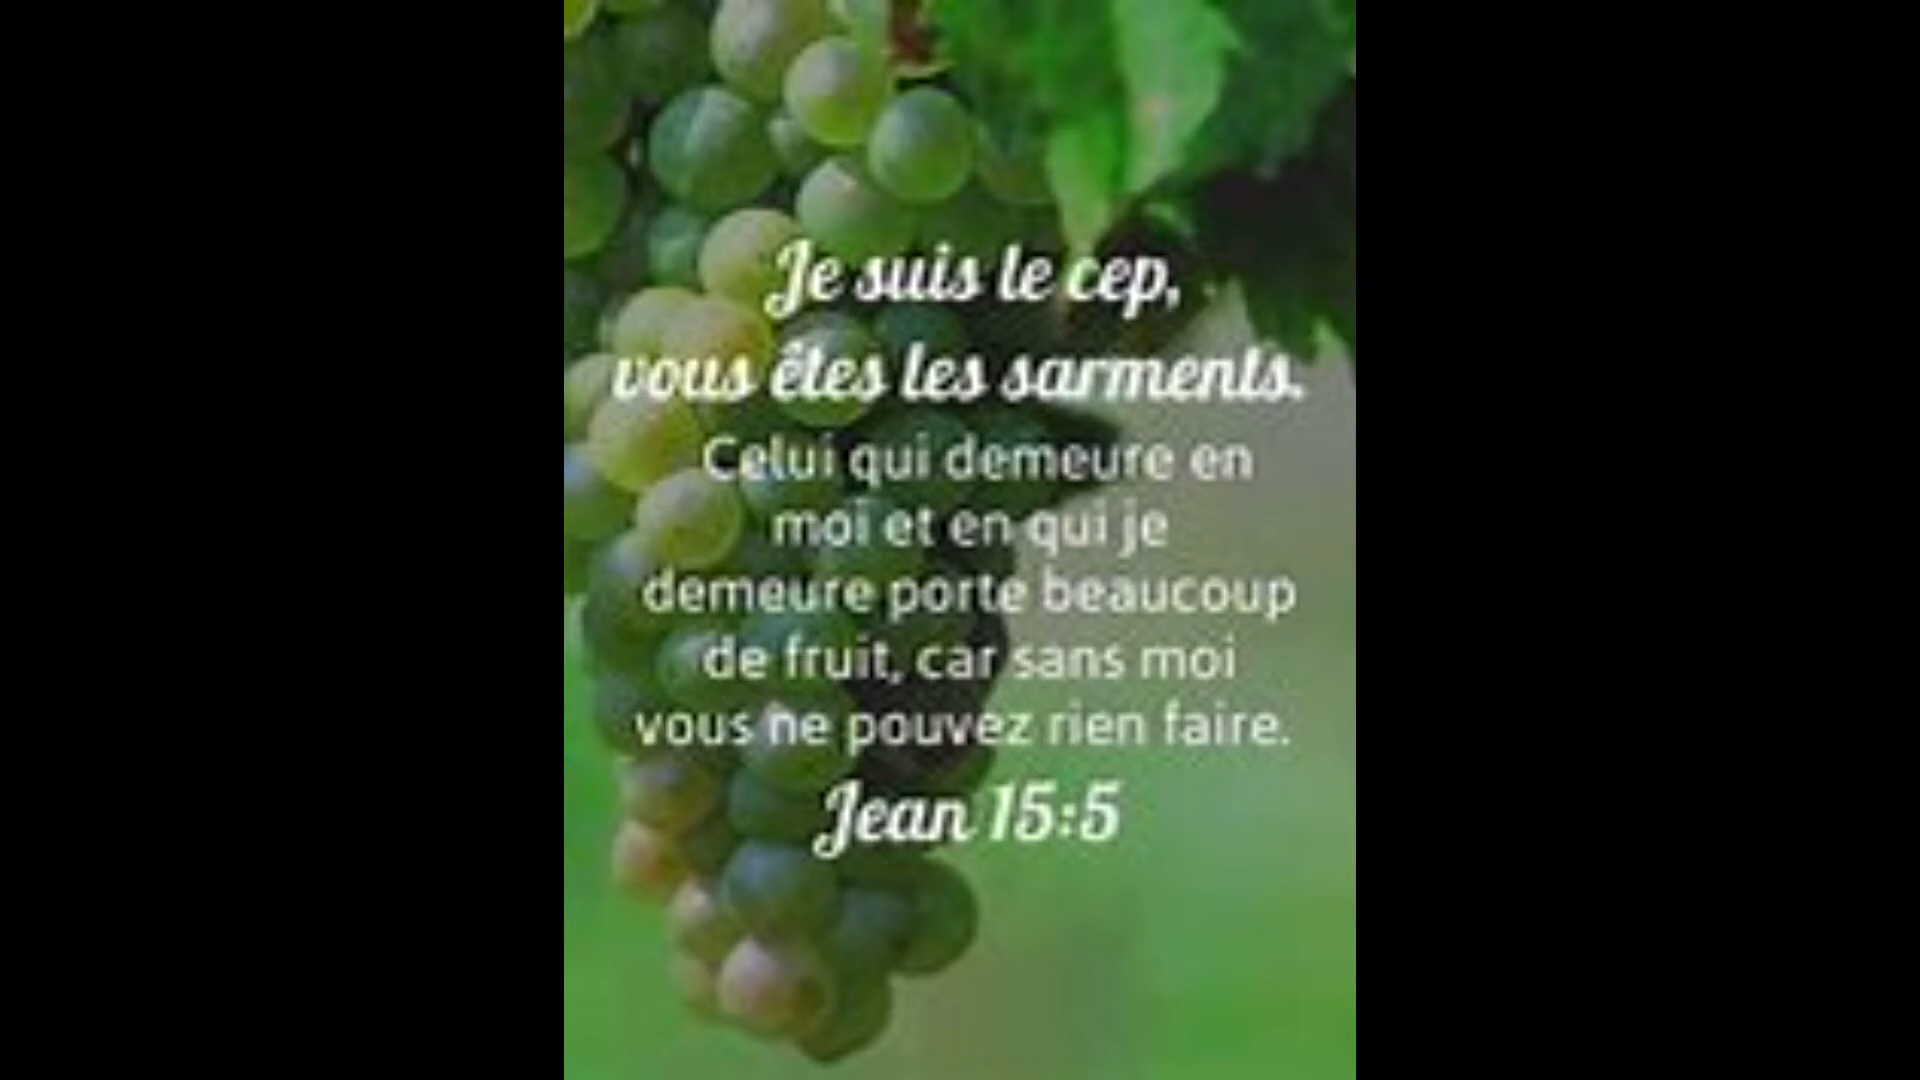 Je suis le cep,
vous êtes les sarments.
Celui qui demeure en
moi et en qui je
demeure porte beaucoup
de fruit, car sans moi
vous ne pouvez rien faire.
Jean 15:5